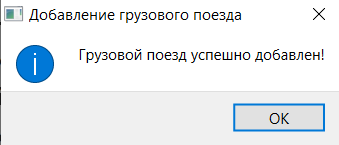 Добавление грузового поезда
Грузовой поезд успешно добавлен!
OK